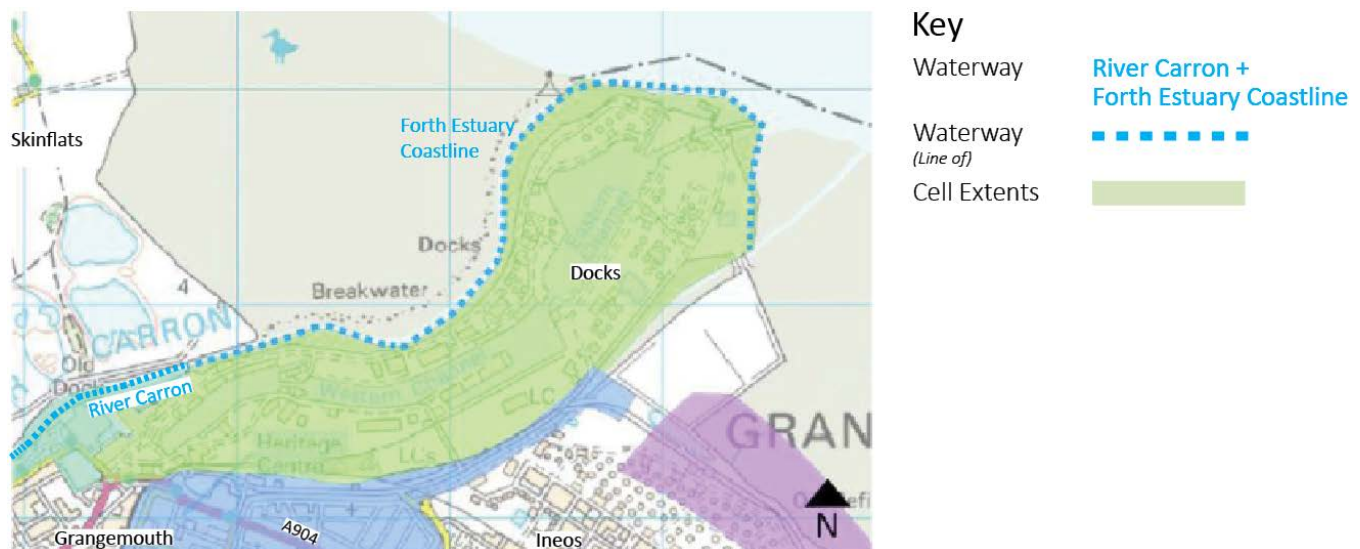 Key
Waterway
River Carron +
Forth Estuary Coastline
Waterway
(Line of)
Cell Extents
Skinflats
Forth Estuary
Coastline
Docks
Docks
Breakwater
4
CARRON
Old
River Carron
Western Channel
LC
Heritage
Centre
LCs
GRAN
N
A904
Grangemouth
Ineos